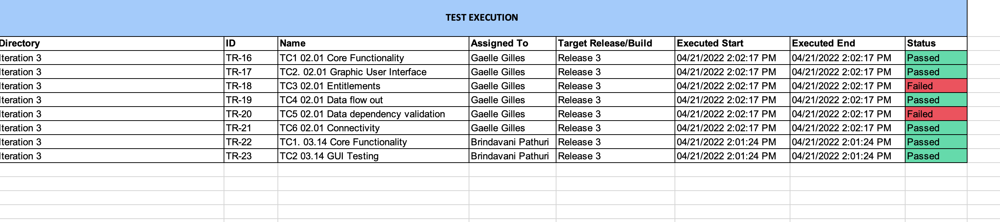 TEST EXECUTION
Directory ID Name Assigned To Target Release/Build Executed Start Executed End Status
Iteration 3 TR-16 TC1 02.01 Core Functionality Gaelle Gilles Release 3 04/21/2022 2:02:17 PM 04/21/2022 2:02:17 PM Passed
Iteration 3 TR-17 TC2. 02.01 Graphic User Interface Gaelle Gilles Release 3 04/21/2022 2:02:17 PM 04/21/2022 2:02:17 PM Passed
Iteration 3 TR-18 TC3 02.01 Entitlements Gaelle Gilles Release 3 04/21/2022 2:02:17 PM 04/21/2022 2:02:17 PM Failed
Iteration 3 TR-19 TC4 02.01 Data flow out Gaelle Gilles Release 3 04/21/2022 2:02:17 PM 04/21/2022 2:02:17 PM Passed
Iteration 3 TR-20 TC5 02.01 Data dependency validation Gaelle Gilles Release 3 04/21/2022 2:02:17 PM 04/21/2022 2:02:17 PM Failed
Iteration 3 TR-21 TC6 02.01 Connectivity Gaelle Gilles Release 3 04/21/2022 2:02:17 PM 04/21/2022 2:02:17 PM Passed
Iteration 3 TR-22 TC1. 03.14 Core Functionality Brindavani Pathuri Release 3 04/21/2022 2:01:24 PM 04/21/2022 2:01:24 PM Passed
Iteration 3 TR-23 TC2 03.14 GUI Testing Brindavani Pathuri Release 3 04/21/2022 2:01:24 PM 04/21/2022 2:01:24 PM Passed